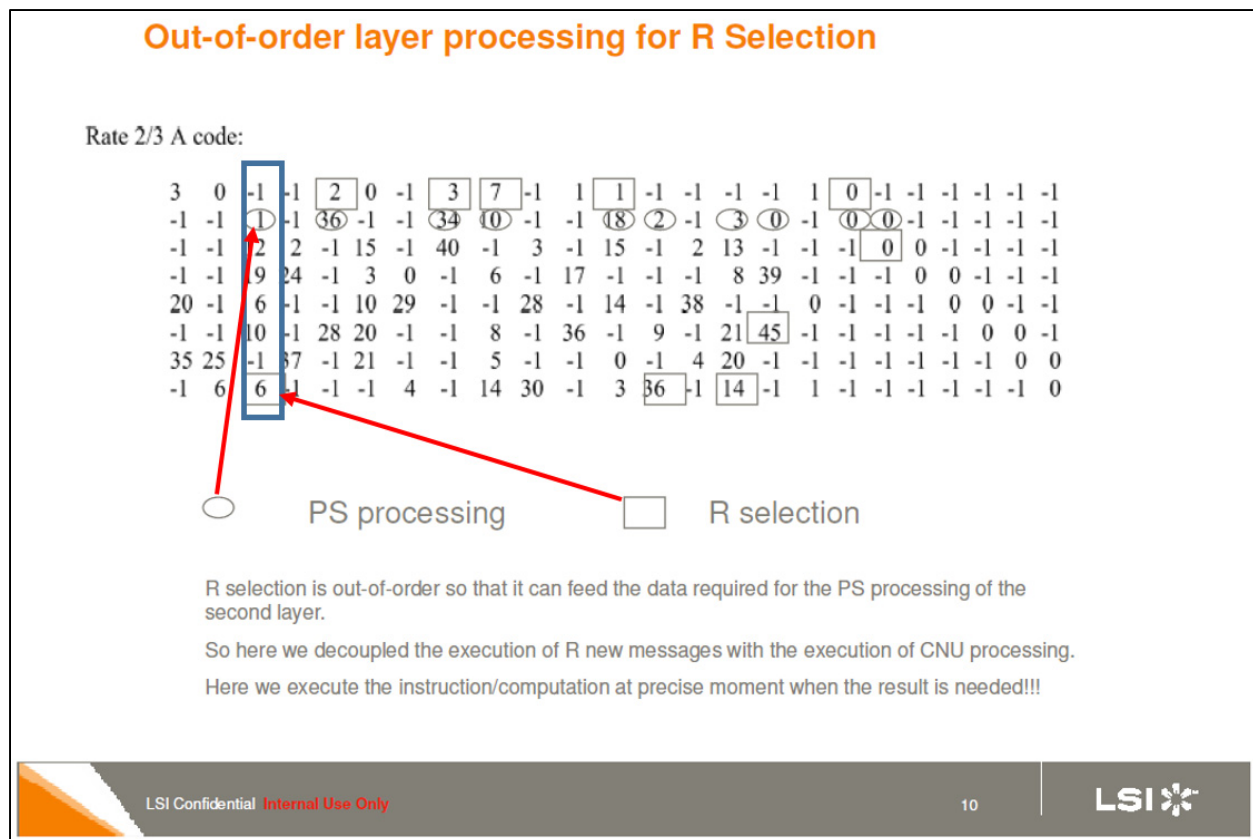 Out-of-order layer processing for R Selection
Rate 2/3 A code:
3 0 -1 -1 2 0 -1 3 7 -1 1 1 -1 -1 -1 -1 1 0 -1 -1 -1 -1 -1 -1
-1 -1 1 -1 36 -1 -1 34 10 -1 -1 18 2 -1 3 0 -1 0 0 -1 -1 -1 -1 -1
-1 -1 12 2 -1 15 -1 40 -1 3 -1 15 -1 2 13 -1 -1 -1 0 0 -1 -1 -1 -1
-1 -1 19 24 -1 3 0 -1 6 -1 17 -1 -1 -1 8 39 -1 -1 -1 0 0 -1 -1 -1
20 -1 6 -1 -1 10 29 -1 -1 28 -1 14 -1 38 -1 -1 0 -1 -1 -1 0 0 -1 -1
-1 -1 10 -1 28 20 -1 -1 8 -1 36 -1 9 -1 21 45 -1 -1 -1 -1 -1 0 0 -1
35 25 -1 37 -1 21 -1 -1 5 -1 -1 0 -1 4 20 -1 -1 -1 -1 -1 -1 -1 0 0
-1 6 6 -1 -1 -1 4 -1 14 30 -1 3 36 -1 14 -1 1 -1 -1 -1 -1 -1 -1 0
PS processing
R selection
R selection is out-of-order so that it can feed the data required for the PS processing of the
second layer.
So here we decoupled the execution of R new messages with the execution of CNU processing.
Here we execute the instruction/computation at precise moment when the result is needed!!!
LSI Confidential Internal Use Only
10
LSI